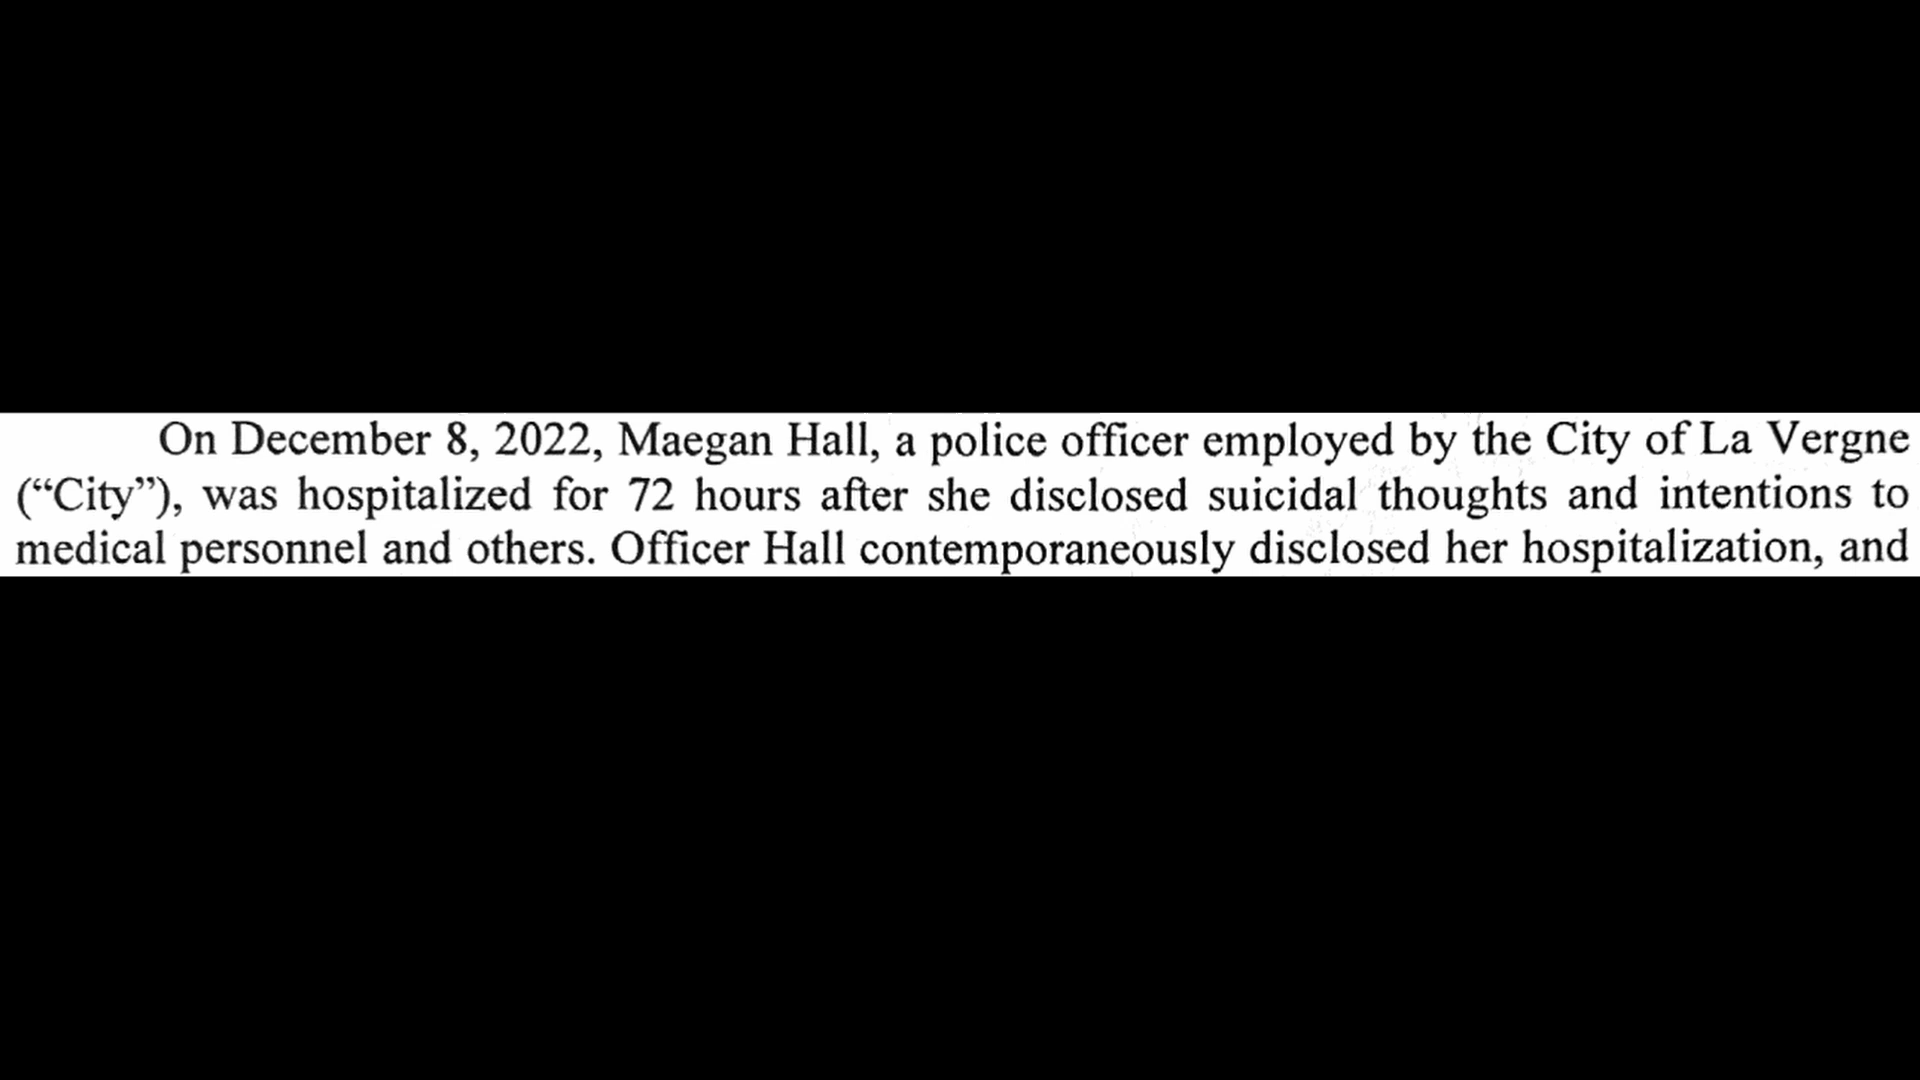 On December 8, 2022, Maegan Hall, a police officer employed by the City of La Vergne
(“City”), was hospitalized for 72 hours after she disclosed suicidal thoughts and intentions to
medical personnel and others. Officer Hall contemporaneously disclosed her hospitalization, and